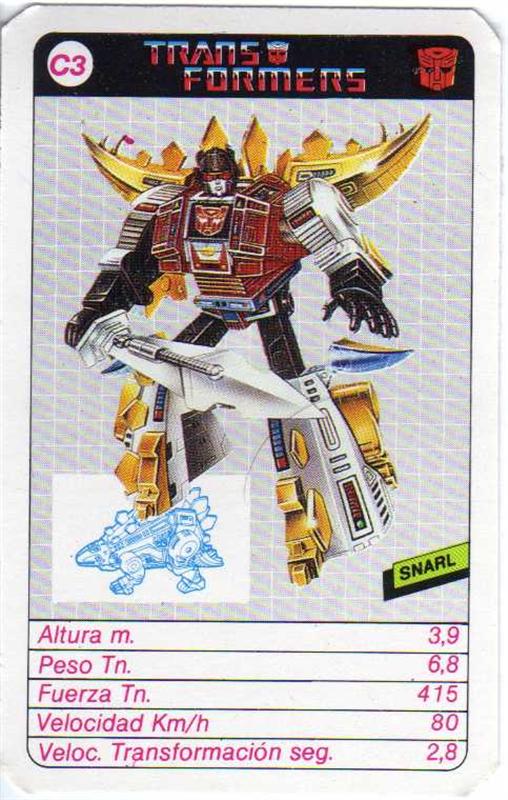 C3
TRANS
FORMERS
SNARL
Altura m. 3,9
Peso Tn. 6,8
Fuerza Tn. 415
Velocidad Km/h 80
Veloc. Transformación seg. 2,8